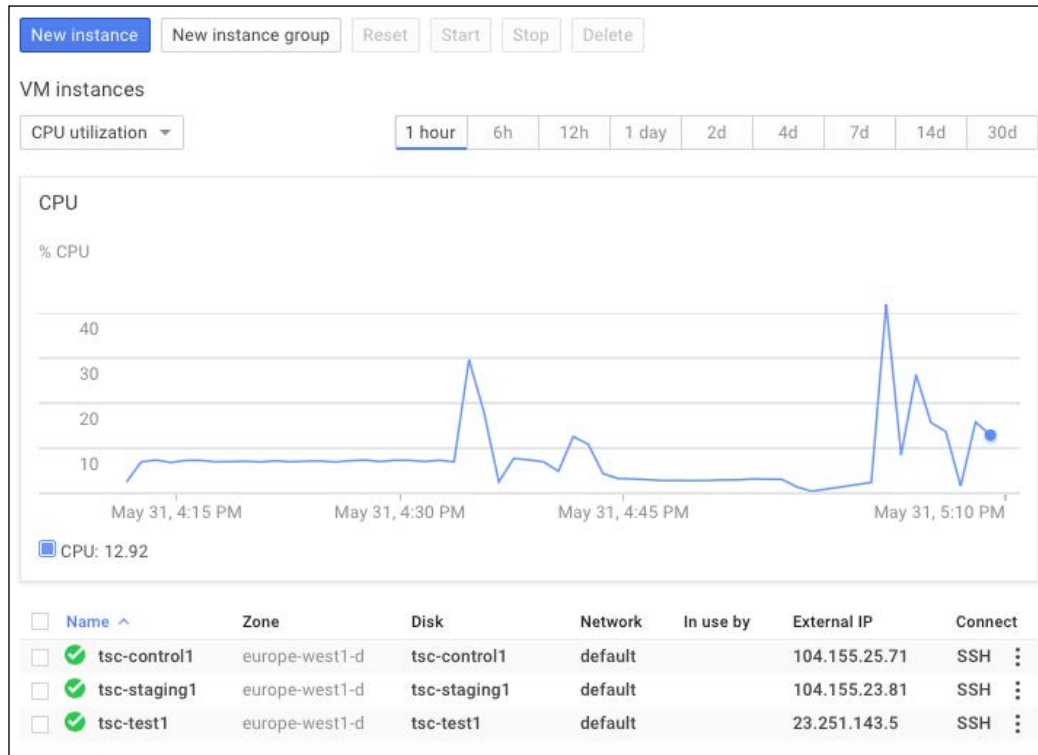 New instance New instance group Reset Start Stop Delete
VM instances
CPU utilization 1 hour 6h 12h 1 day 2d 4d 7d 14d 30d
CPU
% CPU
40
30
20
10
May 31, 4:15 PM May 31, 4:30 PM May 31, 4:45 PM May 31, 5:10 PM
CPU: 12.92
Name Zone Disk Network In use by External IP Connect
tsc-control1 europe-west1-d tsc-control1 default 104.155.25.71 SSH
tsc-staging1 europe-west1-d tsc-staging1 default 104.155.23.81 SSH
tsc-test1 europe-west1-d tsc-test1 default 23.251.143.5 SSH